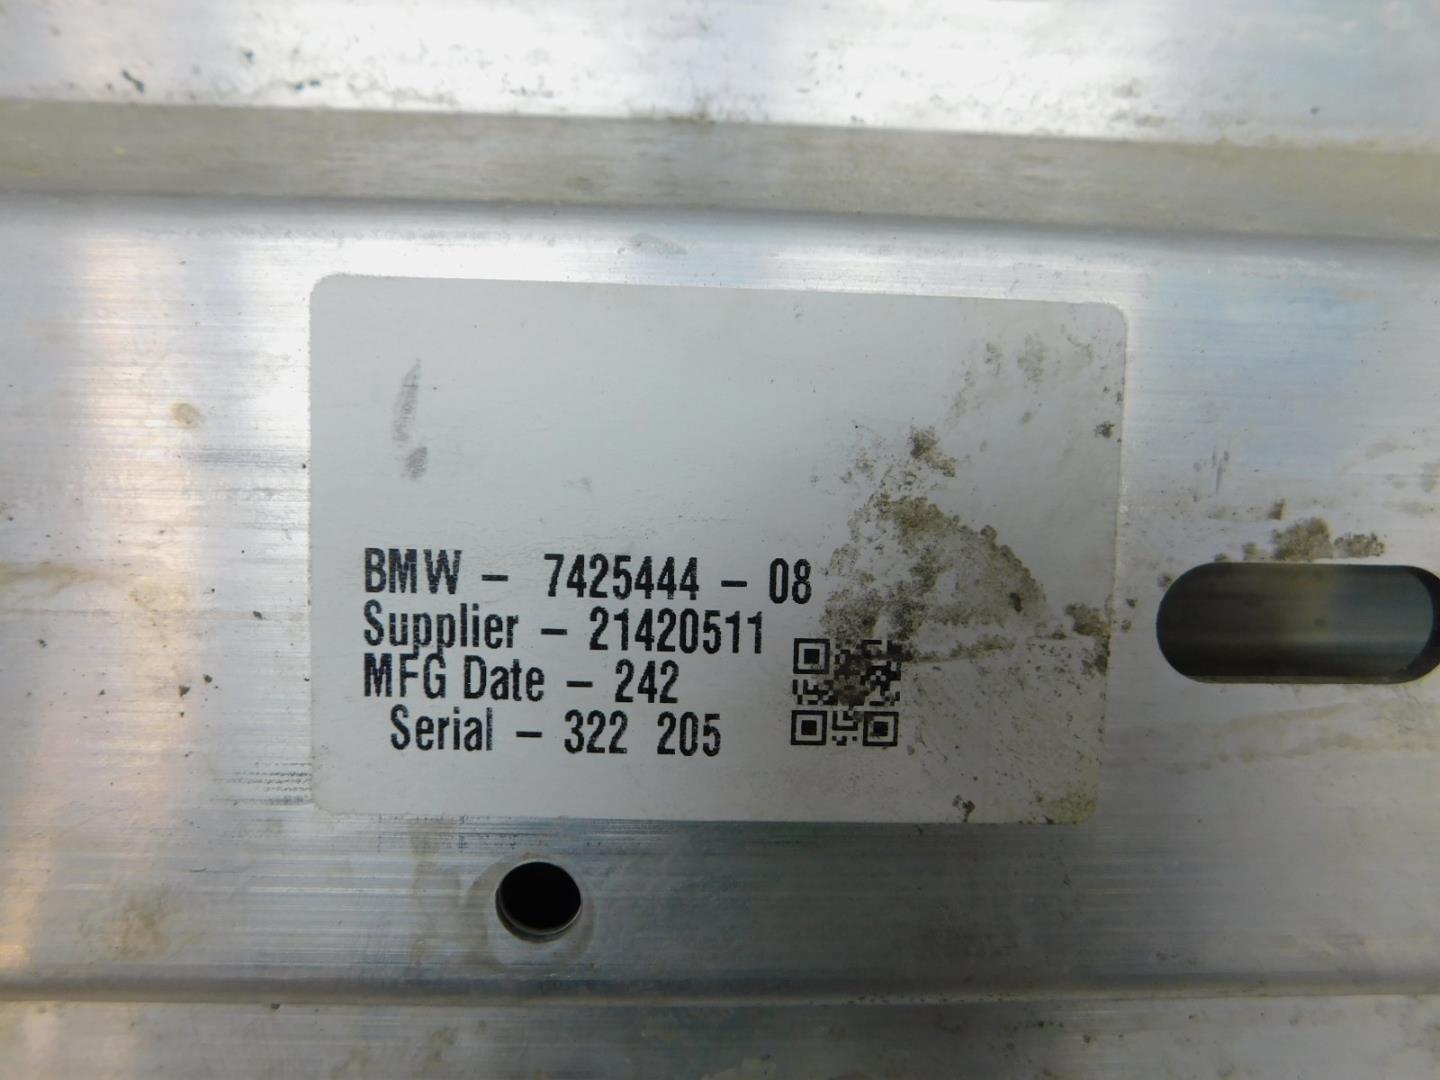 BMW - 7425444 - 08
Supplier - 21420511
MFG Date - 242
Serial - 322 205